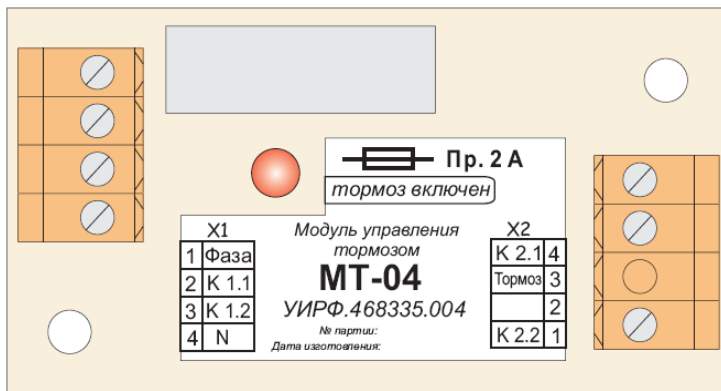 Пр. 2 А
тормоз включен
X1
1 Фаза
2 К 1.1
3 К 1.2
4 N
Модуль управления
тормозом
МТ-04
УИРФ.468335.004
№ партии:
Дата изготовления:
X2
К 2.1 4
Тормоз 3
2
К 2.2 1